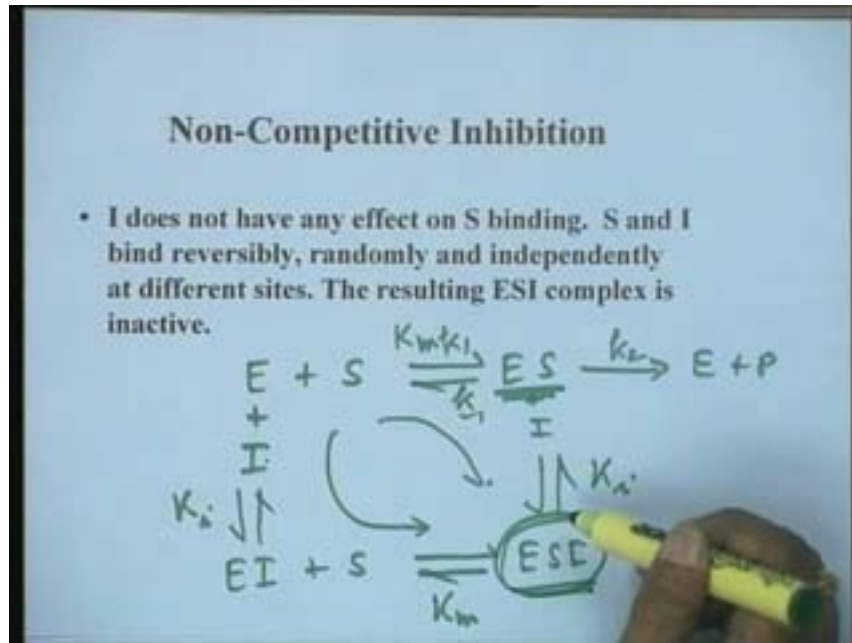 Non-Competitive Inhibition
• I does not have any effect on S binding. S and I
bind reversibly, randomly and independently
at different sites. The resulting ESI complex is
inactive.
Km k1
E + S ⇌ ES → E + P
k2
k-1
+ I
I
Ki Ki
EI + S ⇌ ESI
Km